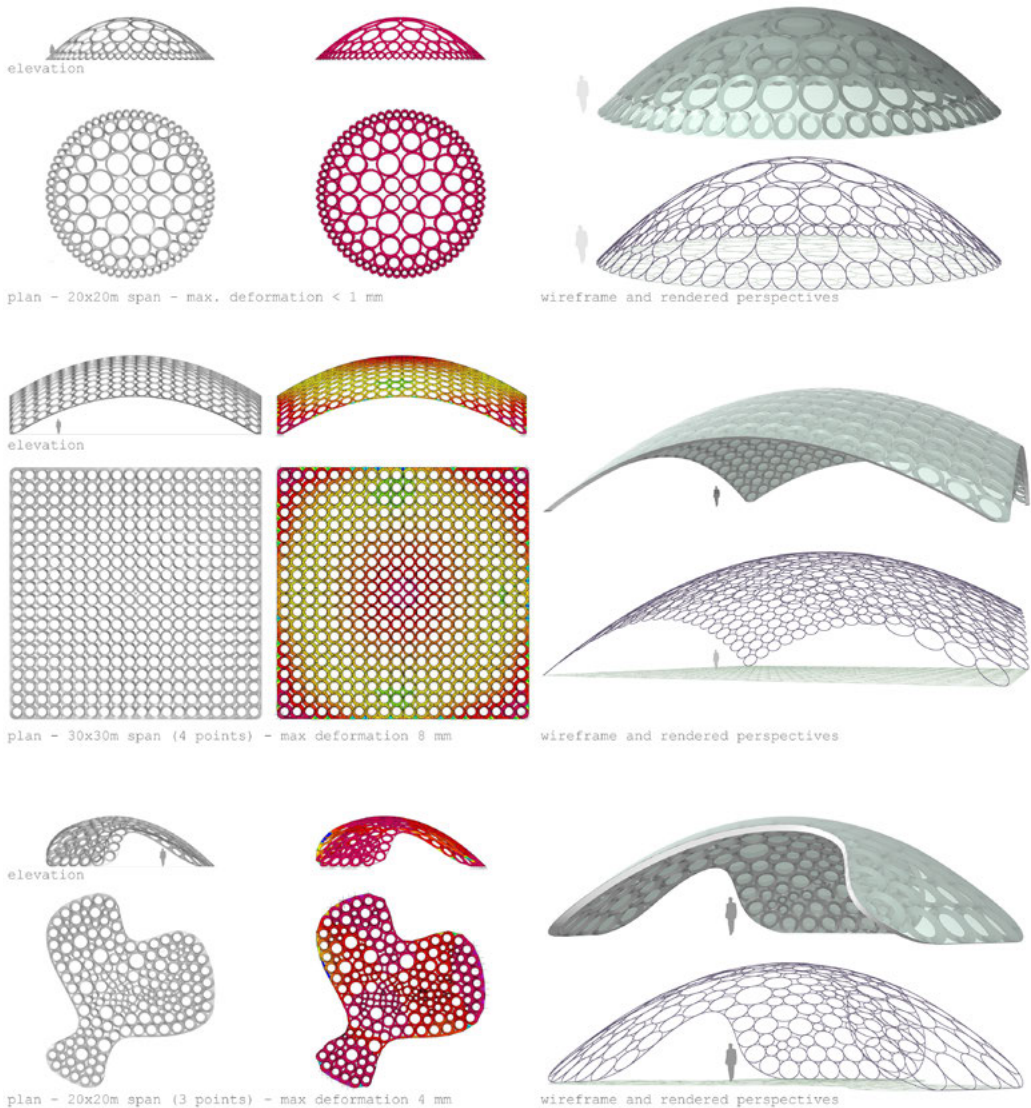 elevation
plan - 20x20m span - max. deformation < 1 mm
wireframe and rendered perspectives
elevation
plan - 30x30m span (4 points) - max deformation 8 mm
wireframe and rendered perspectives
elevation
plan - 20x20m span (3 points) - max deformation 4 mm
wireframe and rendered perspectives